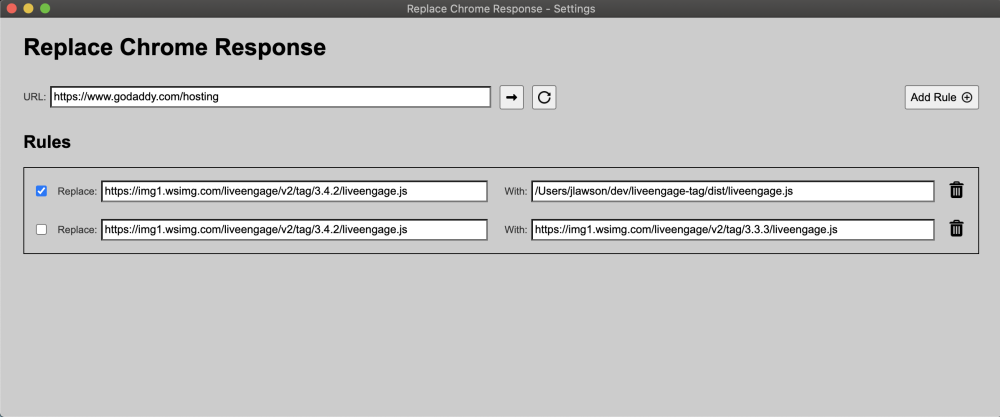 Replace Chrome Response - Settings
Replace Chrome Response
URL: https://www.godaddy.com/hosting Add Rule
Rules
Replace: https://img1.wsimg.com/liveengage/v2/tag/3.4.2/liveengage.js With: /Users/jlawson/dev/liveengage-tag/dist/liveengage.js
Replace: https://img1.wsimg.com/liveengage/v2/tag/3.4.2/liveengage.js With: https://img1.wsimg.com/liveengage/v2/tag/3.3.3/liveengage.js